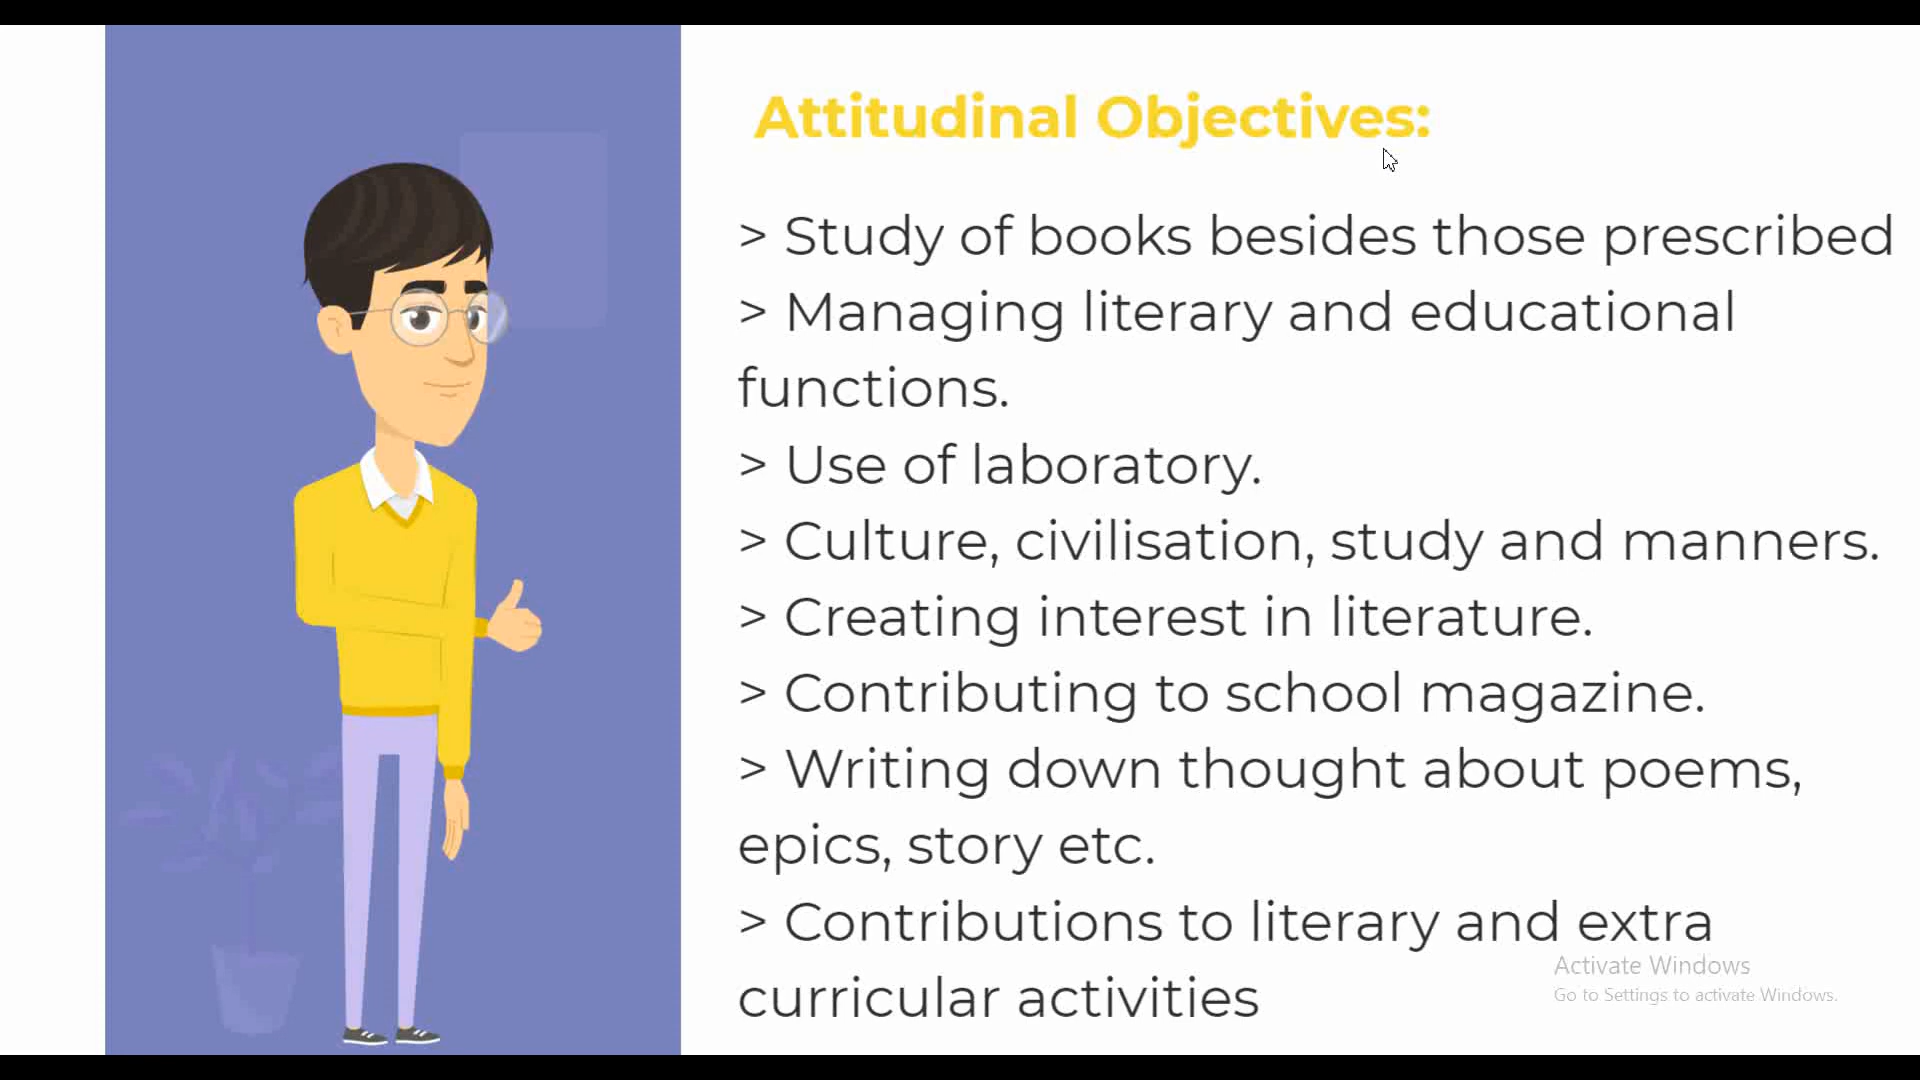 Attitudinal Objectives:
> Study of books besides those prescribed
> Managing literary and educational
functions.
> Use of laboratory.
> Culture, civilisation, study and manners.
> Creating interest in literature.
> Contributing to school magazine.
> Writing down thought about poems,
epics, story etc.
> Contributions to literary and extra
curricular activities
Activate Windows
Go to Settings to activate Windows.